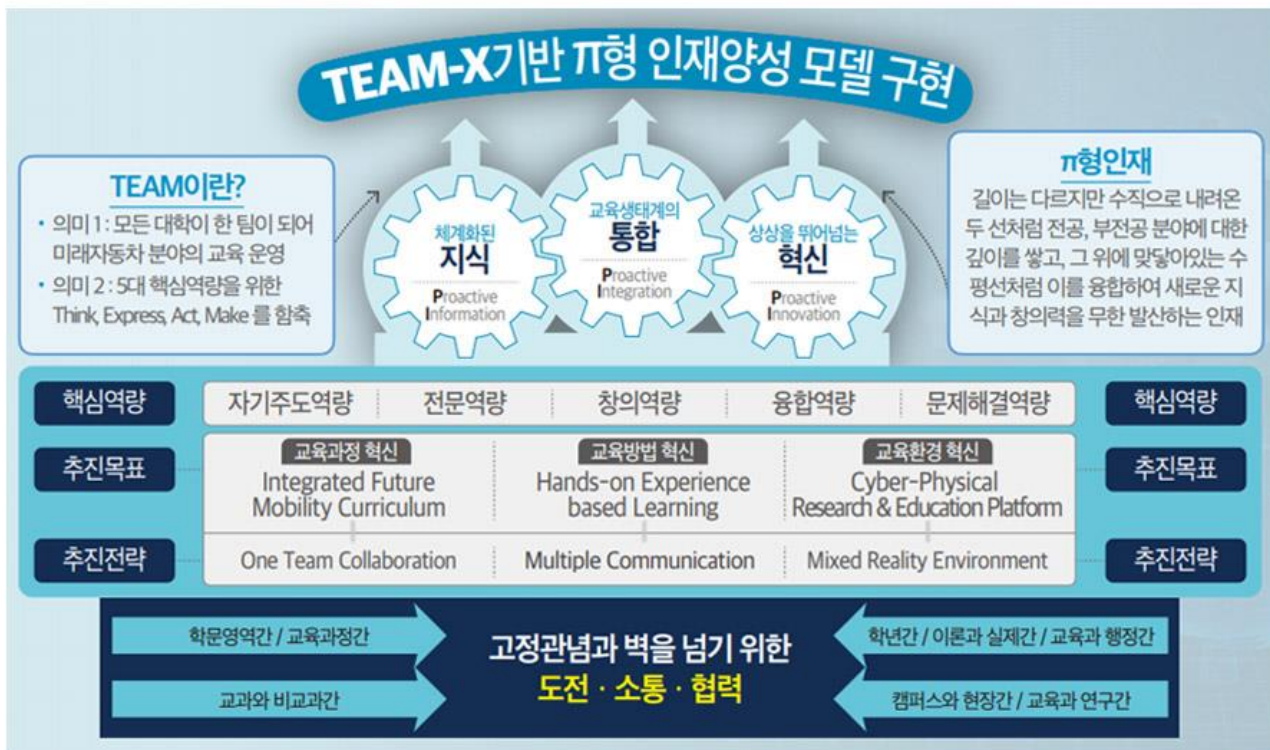 TEAM-X기반 π형 인재양성 모델 구현
TEAM이란?
• 의미 1 : 모든 대학이 한 팀이 되어
미래자동차 분야의 교육 운영
• 의미 2 : 5대 핵심역량을 위한
Think, Express, Act, Make 를 함축
체계화된
지식
Proactive
Information
교육생태계의
통합
Proactive
Integration
상상을 뛰어넘는
혁신
Proactive
Innovation
π형인재
길이는 다르지만 수직으로 내려온
두 선처럼 전공, 부전공 분야에 대한
깊이를 쌓고, 그 위에 맞닿아있는 수
평선처럼 이를 융합하여 새로운 지
식과 창의력을 무한 발산하는 인재
핵심역량
자기주도역량
전문역량
창의역량
융합역량
문제해결역량
핵심역량
추진목표
교육과정 혁신
Integrated Future
Mobility Curriculum
교육방법 혁신
Hands-on Experience
based Learning
교육환경 혁신
Cyber-Physical
Research & Education Platform
추진목표
추진전략
One Team Collaboration
Multiple Communication
Mixed Reality Environment
추진전략
학문영역간 / 교육과정간
교과와 비교과간
고정관념과 벽을 넘기 위한
도전 · 소통 · 협력
학년간 / 이론과 실제간 / 교육과 행정간
캠퍼스와 현장간 / 교육과 연구간